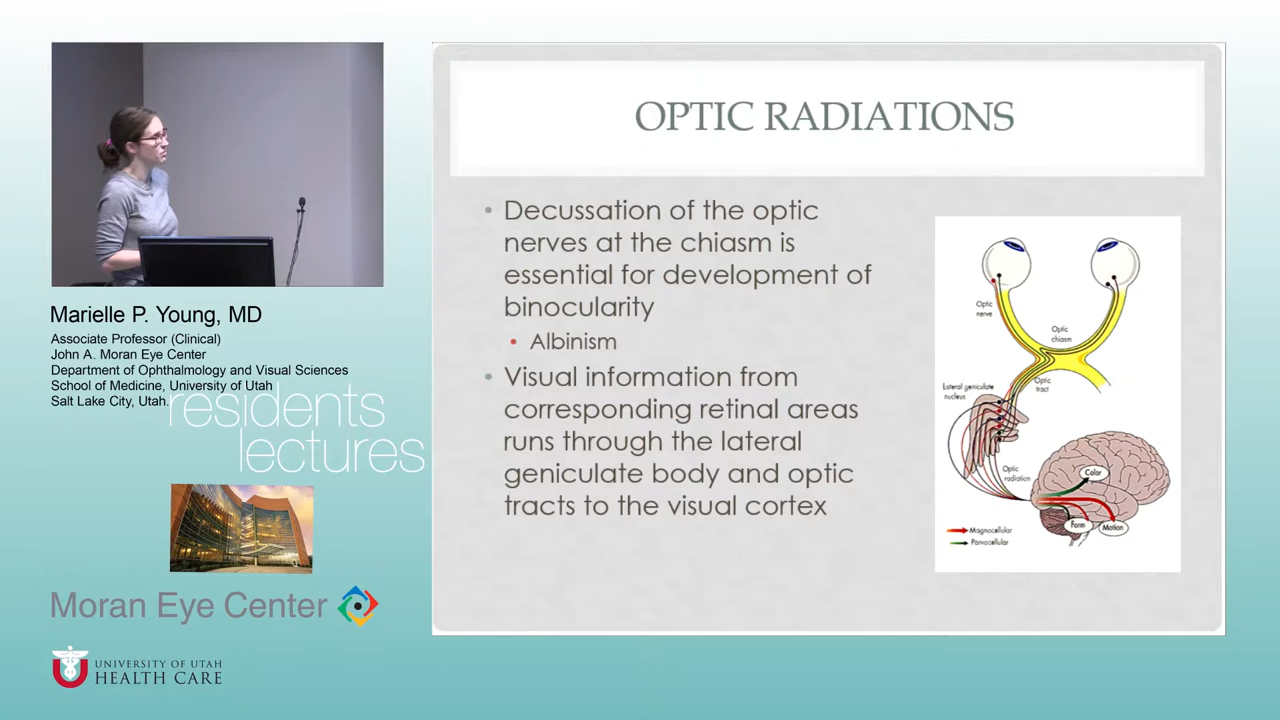 OPTIC RADIATIONS
• Decussation of the optic
nerves at the chiasm is
essential for development of
binocularity
• Albinism
• Visual information from
corresponding retinal areas
runs through the lateral
geniculate body and optic
tracts to the visual cortex
Optic
nerve
Optic
chiasm
Optic
tract
Lateral geniculate
nucleus
Optic
radiation
Color
Form
Motion
Magnocellular
Parvocellular
Marielle P. Young, MD
Associate Professor (Clinical)
John A. Moran Eye Center
Department of Ophthalmology and Visual Sciences
School of Medicine, University of Utah
Salt Lake City, Utah.
residents
lectures
Moran Eye Center
UNIVERSITY OF UTAH
HEALTH CARE